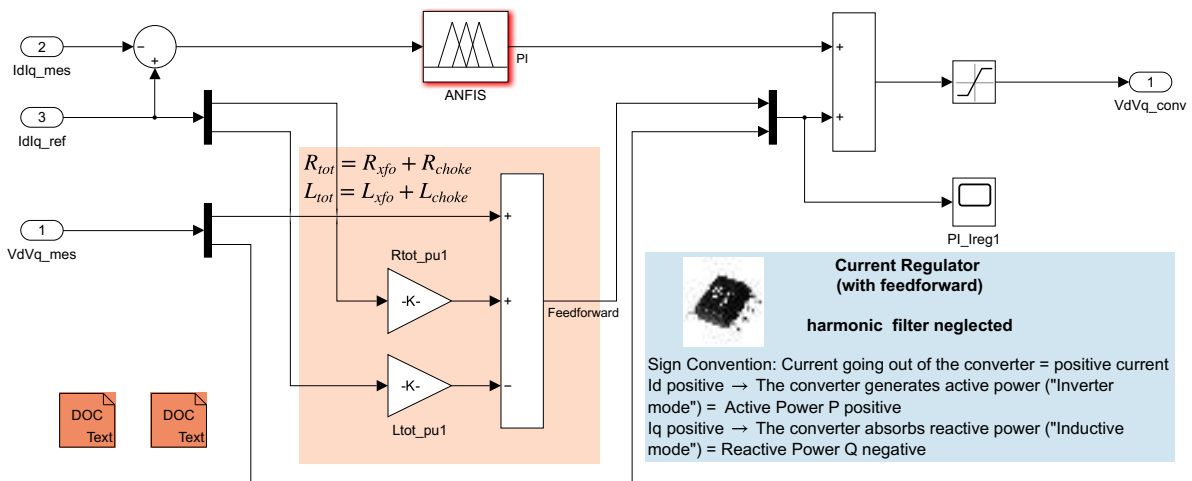 2
IdIq_mes
−
+
ANFIS
PI
+
+
1
VdVq_conv
3
IdIq_ref
R_tot = R_xfo + R_choke
L_tot = L_xfo + L_choke
1
VdVq_mes
+
Rtot_pu1
-K-
+
Feedforward
-K-
−
Ltot_pu1
PI_Ireg1
Current Regulator
(with feedforward)
harmonic filter neglected
Sign Convention: Current going out of the converter = positive current
Id positive → The converter generates active power ("Inverter
mode") = Active Power P positive
Iq positive → The converter absorbs reactive power ("Inductive
mode") = Reactive Power Q negative
DOC
Text
DOC
Text